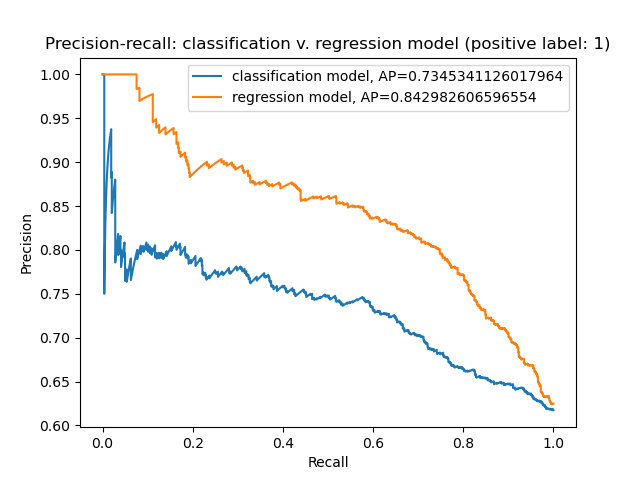 Precision-recall: classification v. regression model (positive label: 1)
classification model, AP=0.7345341126017964
regression model, AP=0.842982606596554
1.00
0.95
0.90
0.85
0.80
0.75
0.70
0.65
0.60
Precision
0.0 0.2 0.4 0.6 0.8 1.0
Recall